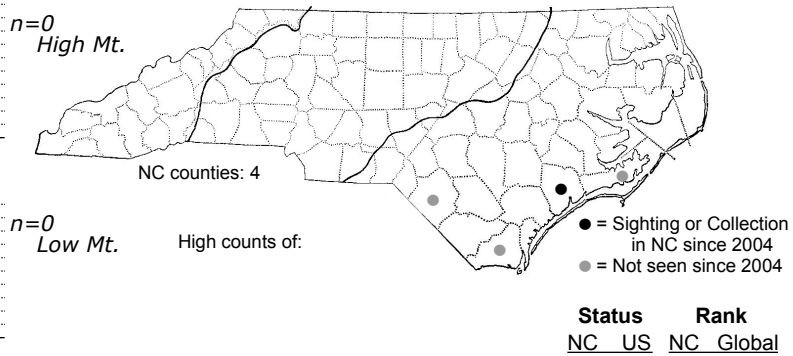 n=0
High Mt.
NC counties: 4
n=0
Low Mt.
High counts of:
= Sighting or Collection
in NC since 2004
= Not seen since 2004
Status Rank
NC US NC Global